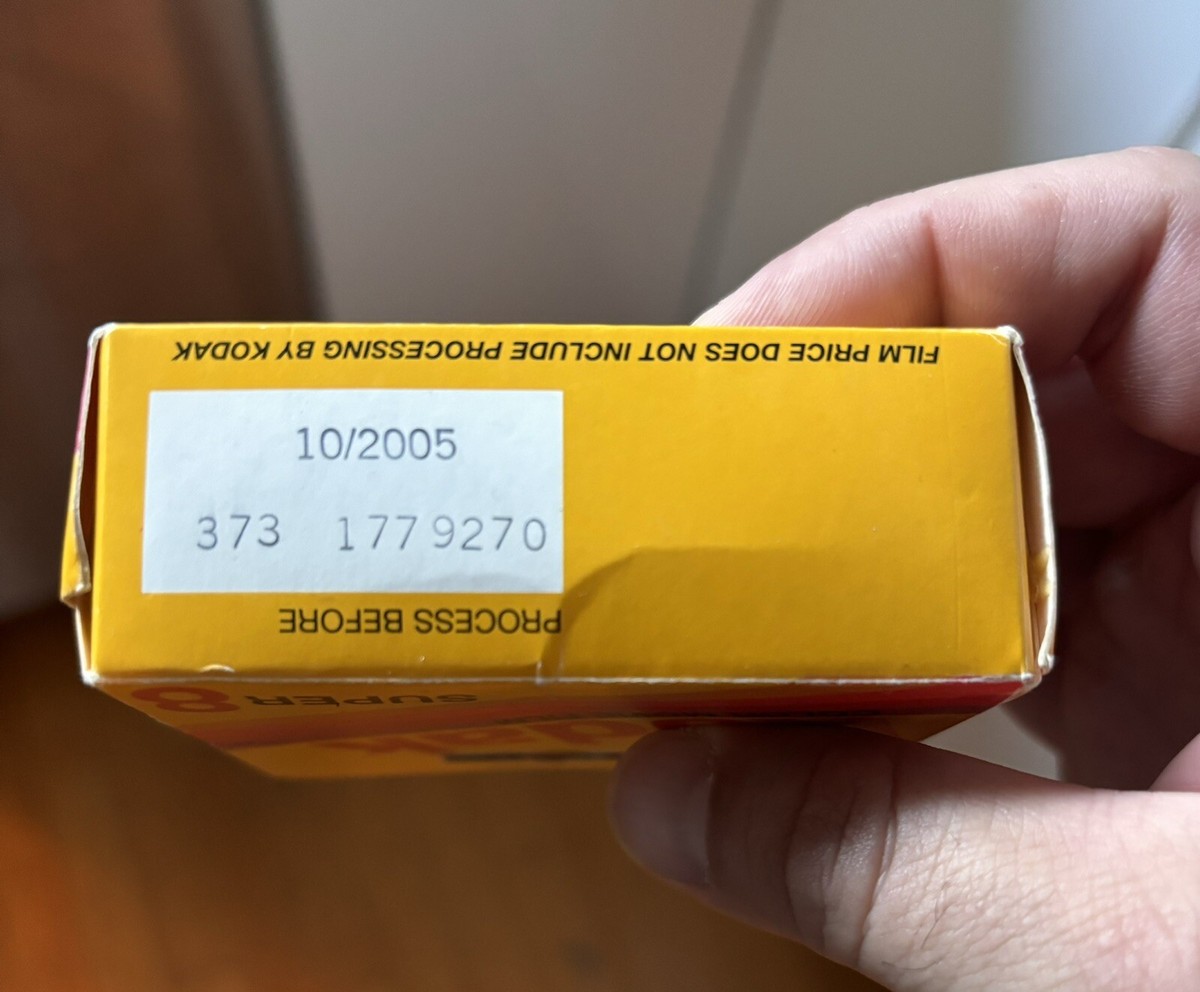 FILM PRICE DOES NOT INCLUDE PROCESSING BY KODAK
10/2005
373 1779270
PROCESS BEFORE
SUPER 8